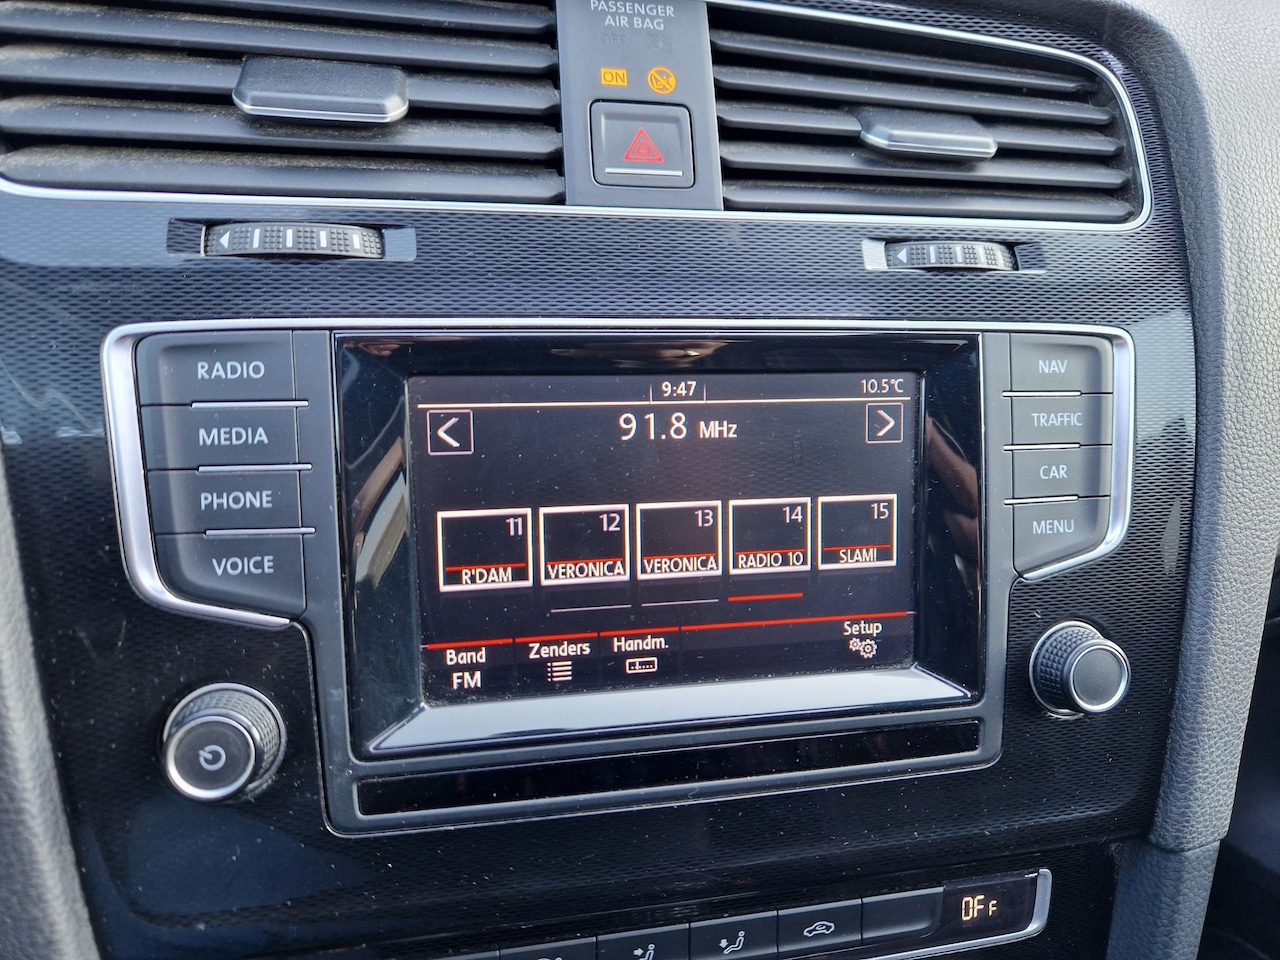 PASSENGER
AIR BAG
OFF
ON
RADIO
MEDIA
PHONE
VOICE
9:47
10.5°C
91.8 MHz
11
R'DAM
12
VERONICA
13
VERONICA
14
RADIO 10
15
SLAM!
Band
FM
Zenders
Handm.
Setup
NAV
TRAFFIC
CAR
MENU
OFF